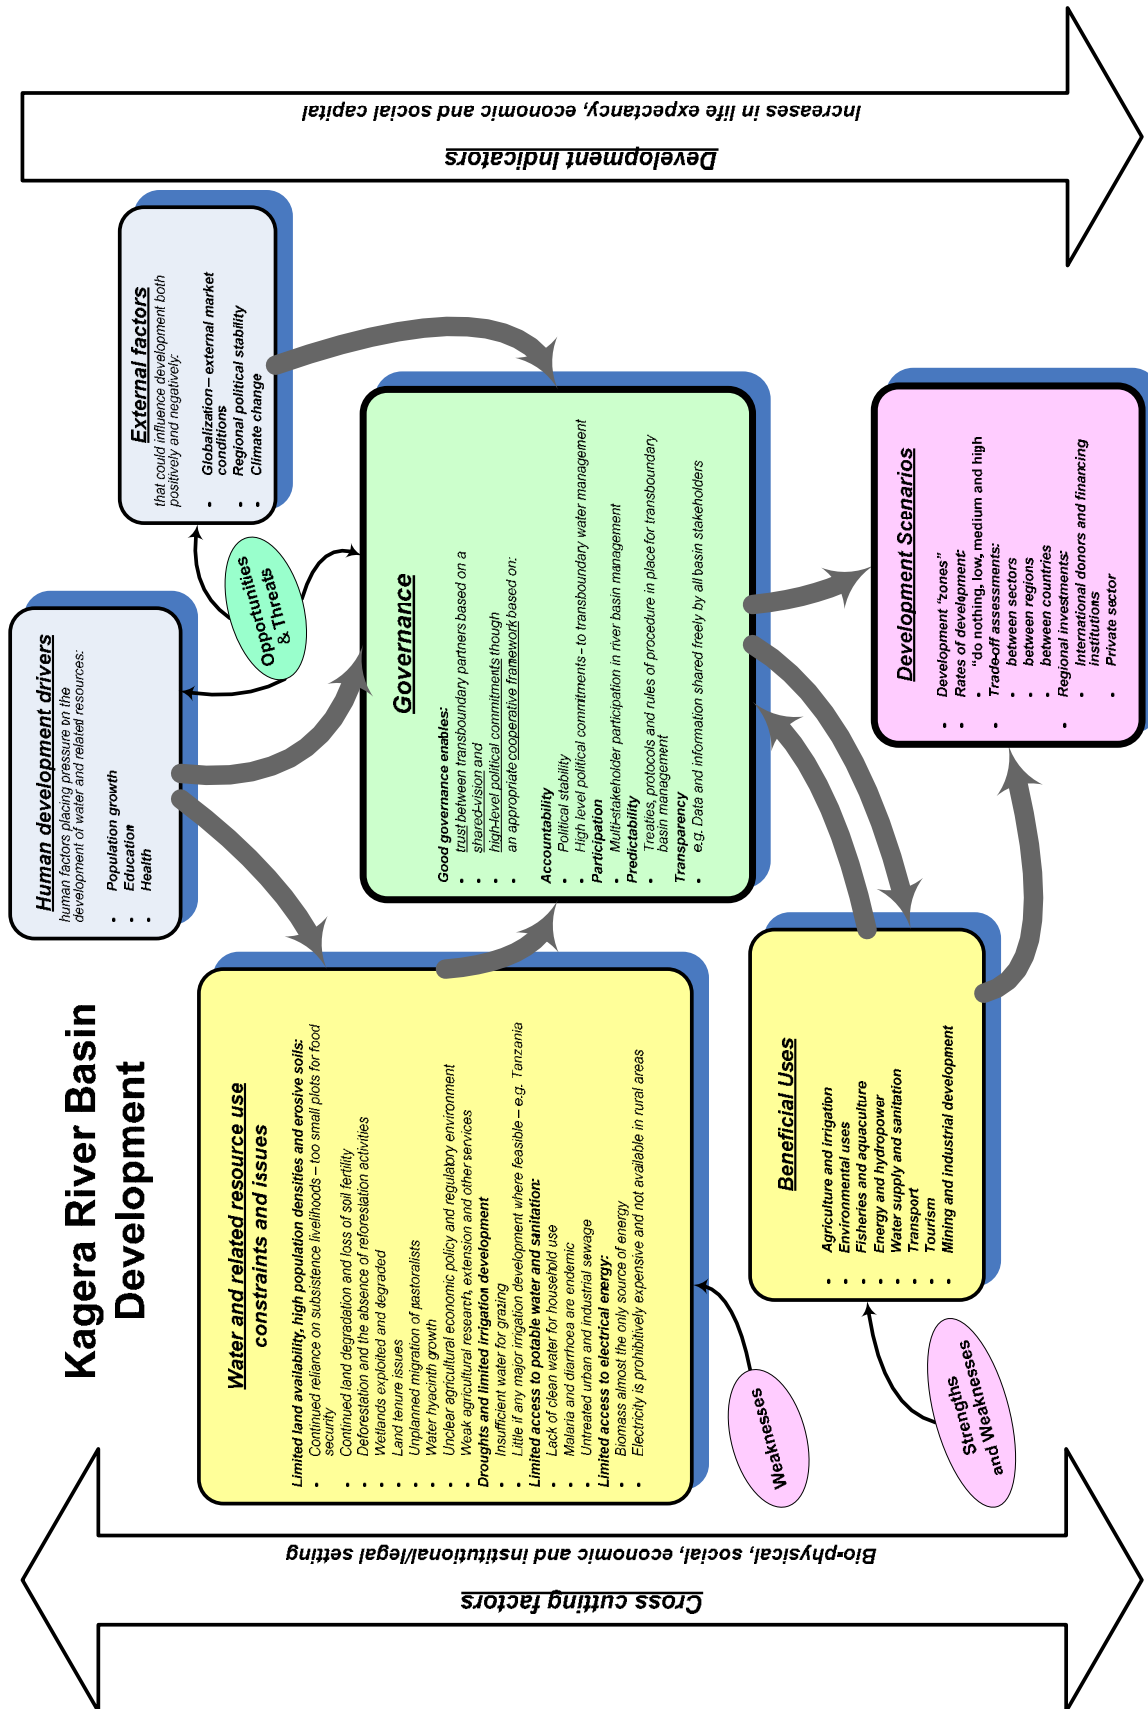 Kagera River Basin
Development
Human development drivers
human factors placing pressure on the
development of water and related resources:
• Population growth
• Education
• Health
External factors
that could influence development both
positively and negatively:
• Globalization – external market
conditions
• Regional political stability
• Climate change
Opportunities
& Threats
Water and related resource use
constraints and issues
Limited land availability, high population densities and erosive soils:
• Continued reliance on subsistence livelihoods – too small plots for food
security
• Continued land degradation and loss of soil fertility
• Deforestation and the absence of reforestation activities
• Wetlands exploited and degraded
• Land tenure issues
• Unplanned migration of pastoralists
• Water hyacinth growth
• Unclear agricultural economic policy and regulatory environment
• Weak agricultural research, extension and other services
Droughts and limited irrigation development
• Insufficient water for grazing
• Little if any major irrigation development where feasible – e.g. Tanzania
Limited access to potable water and sanitation:
• Lack of clean water for household use
• Malaria and diarrhoea are endemic
• Untreated urban and industrial sewage
Limited access to electrical energy:
• Biomass almost the only source of energy
• Electricity is prohibitively expensive and not available in rural areas
Governance
Good governance enables:
• trust between transboundary partners based on a
• shared-vision and
• high-level political commitments though
• an appropriate cooperative framework based on:
Accountability
• Political stability
• High level political commitments – to transboundary water management
Participation
• Multi-stakeholder participation in river basin management
Predictability
• Treaties, protocols and rules of procedure in place for transboundary
basin management
Transparency
• e.g. Data and information shared freely by all basin stakeholders
Weaknesses
Strengths
and Weaknesses
Beneficial Uses
• Agriculture and irrigation
• Environmental uses
• Fisheries and aquaculture
• Energy and hydropower
• Water supply and sanitation
• Transport
• Tourism
• Mining and industrial development
Development Scenarios
• Development “zones”
• Rates of development:
• “do nothing, low, medium and high
• Trade-off assessments:
• between sectors
• between regions
• between countries
• Regional investments:
• International donors and financing
institutions
• Private sector
Cross cutting factors
Bio-physical, social, economic and institutional/legal setting
Development Indicators
Increases in life expectancy, economic and social capital